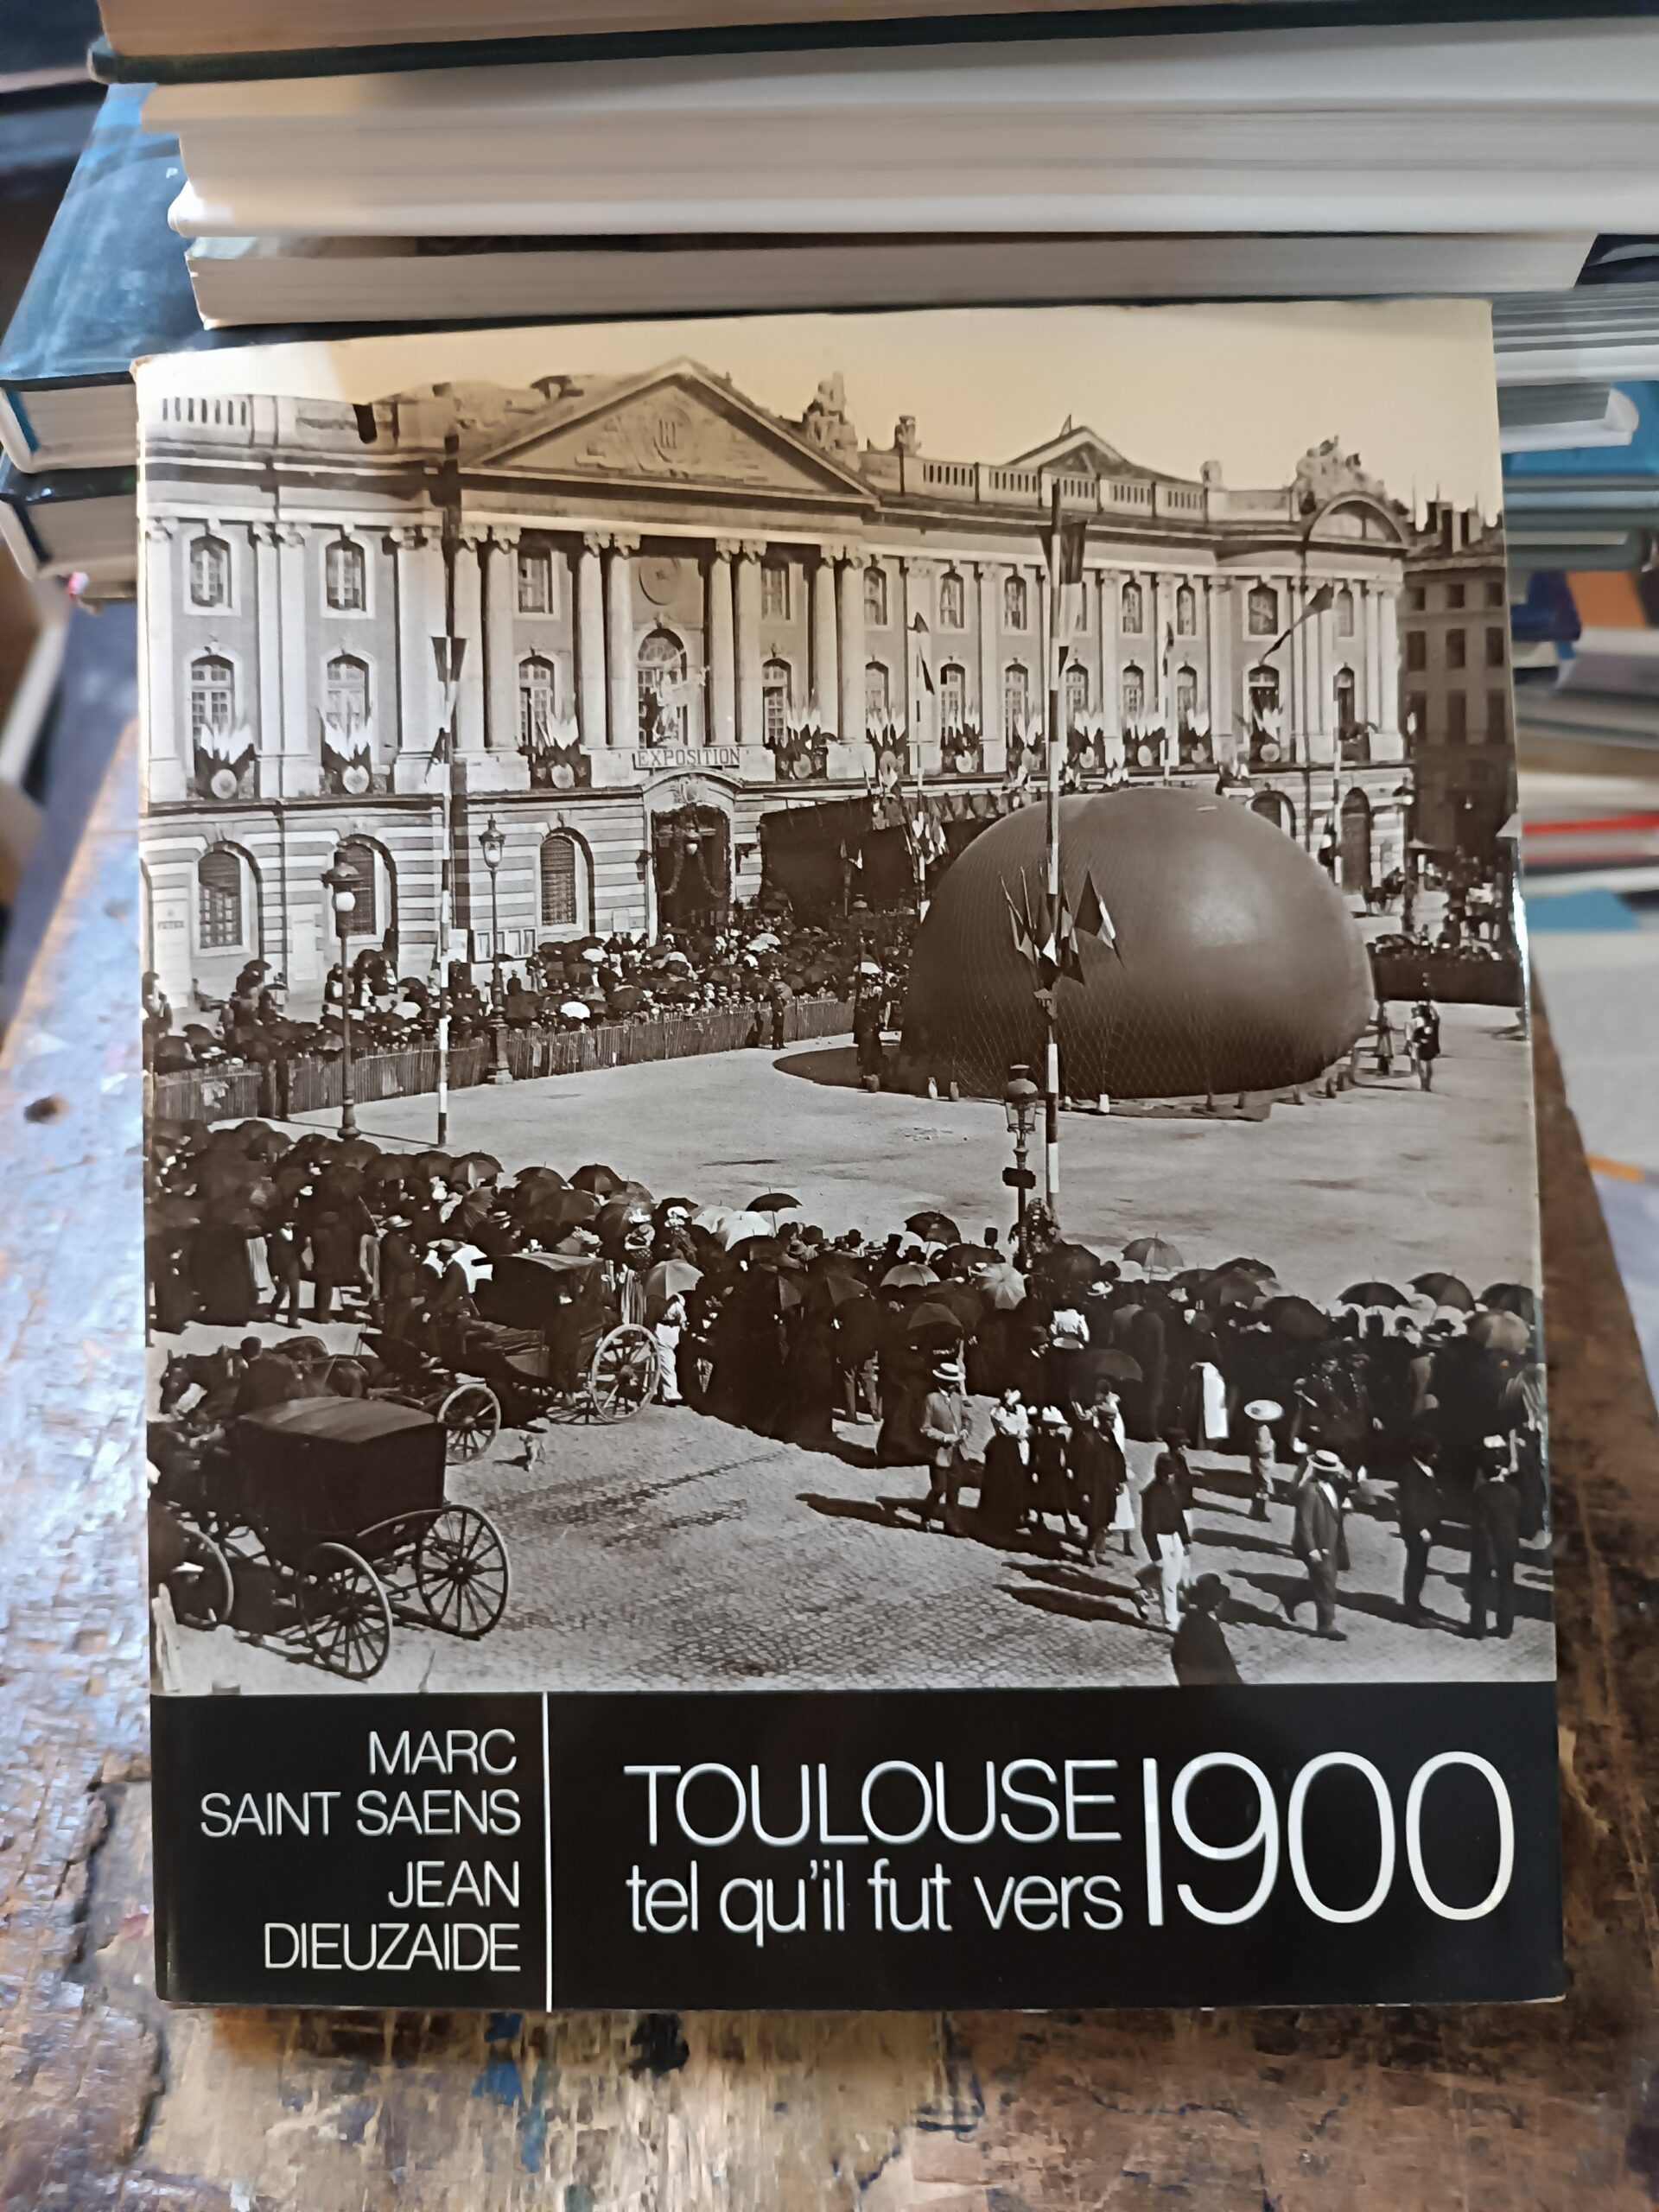 EXPOSITION
MARC
SAINT SAENS
JEAN
DIEUZAIDE
TOULOUSE
tel qu'il fut vers
1900